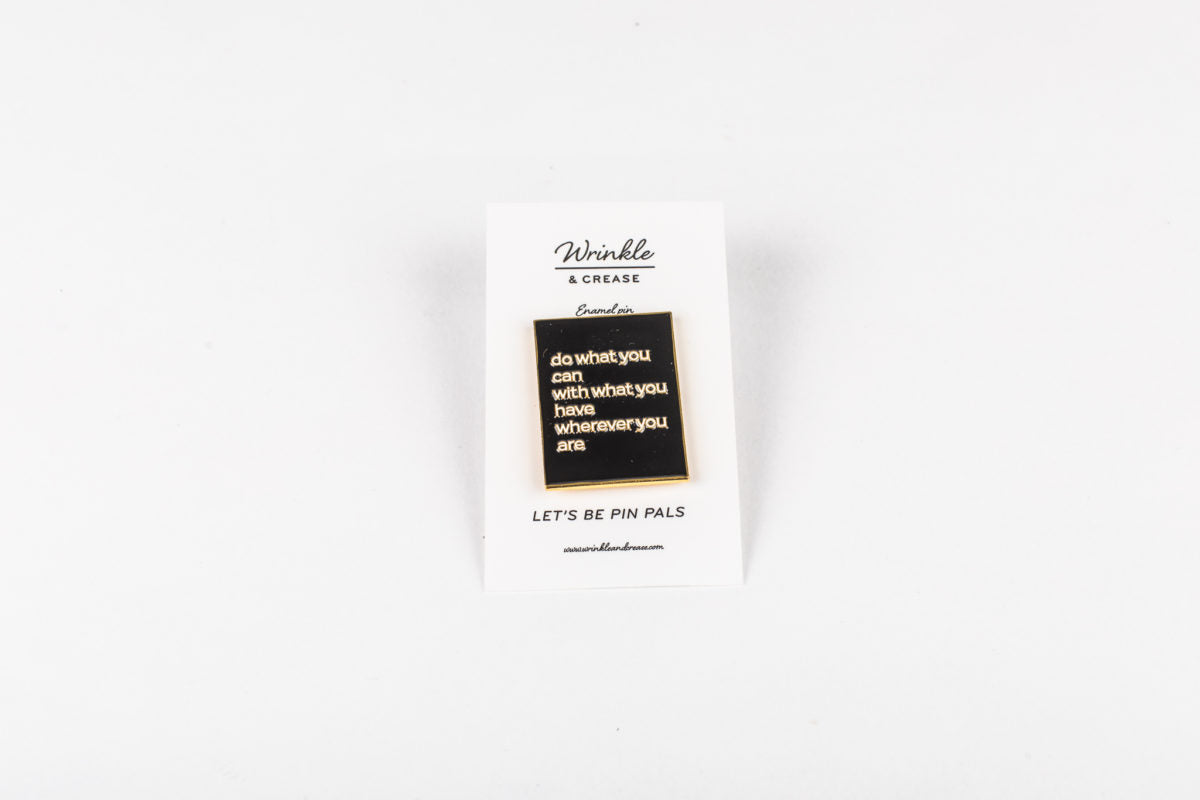 Wrinkle
& CREASE
Enamel pin
do what you
can
with what you
have
wherever you
are
LET'S BE PIN PALS
www.wrinkleandcrease.com